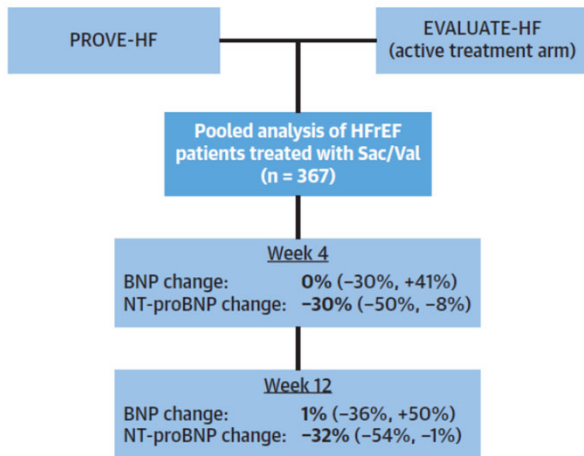 PROVE-HF
EVALUATE-HF
(active treatment arm)
Pooled analysis of HFrEF
patients treated with Sac/Val
(n = 367)
Week 4
BNP change: 0% (−30%, +41%)
NT-proBNP change: −30% (−50%, −8%)
Week 12
BNP change: 1% (−36%, +50%)
NT-proBNP change: −32% (−54%, −1%)